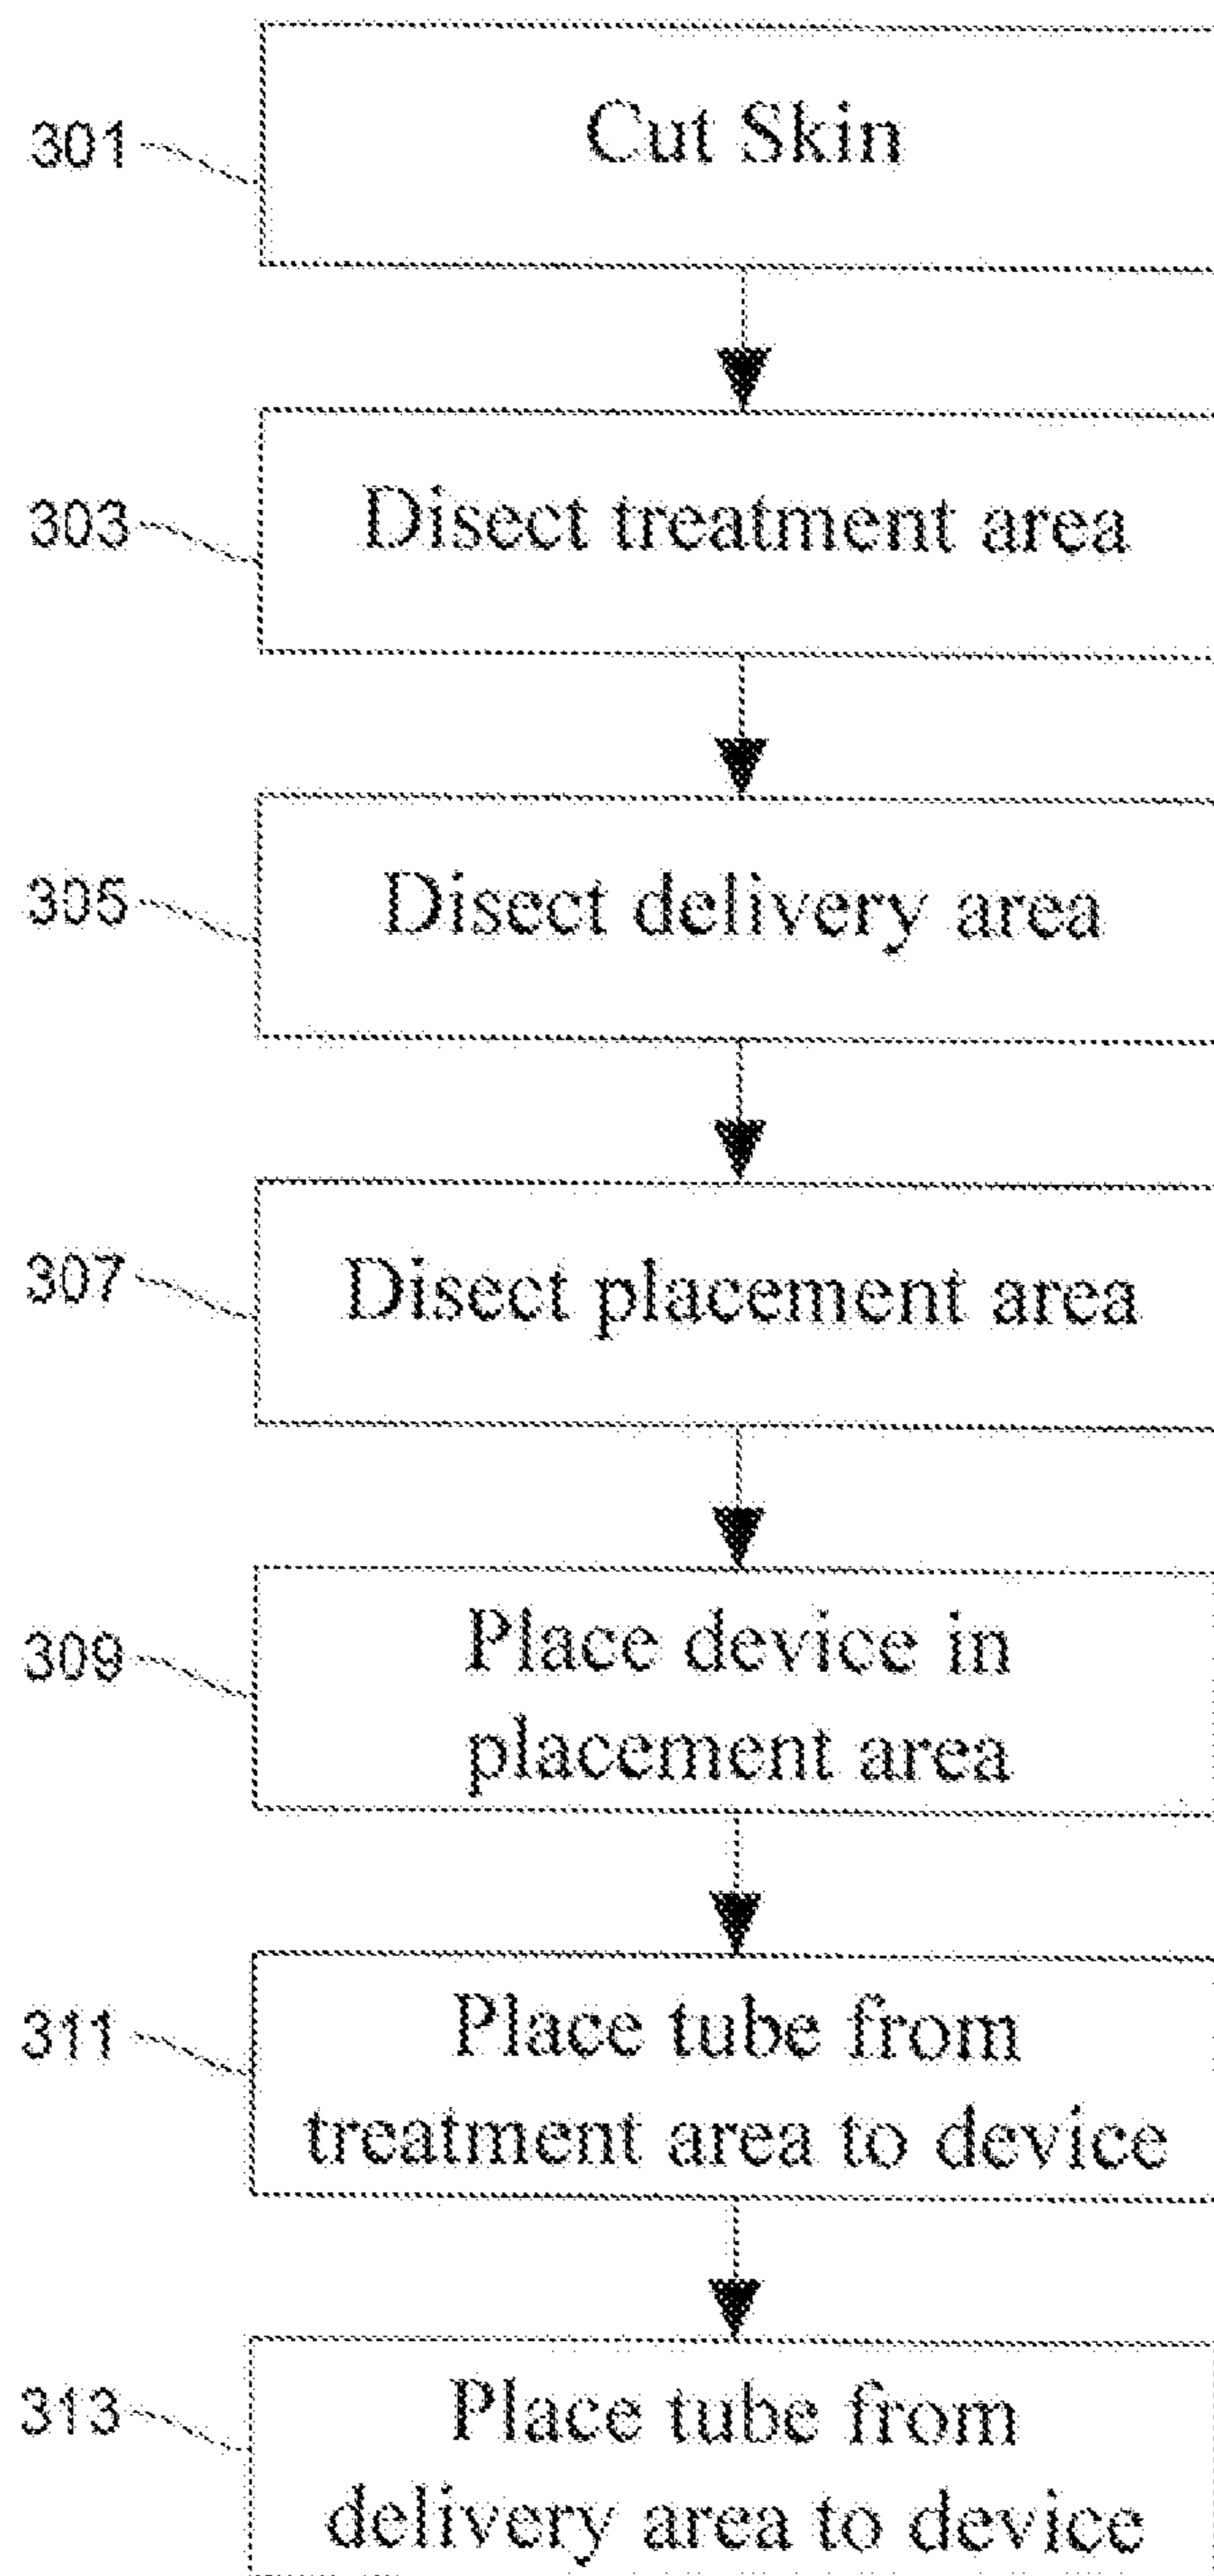 301
Cut Skin
303
Disect treatment area
305
Disect delivery area
307
Disect placement area
309
Place device in
placement area
311
Place tube from
treatment area to device
313
Place tube from
delivery area to device